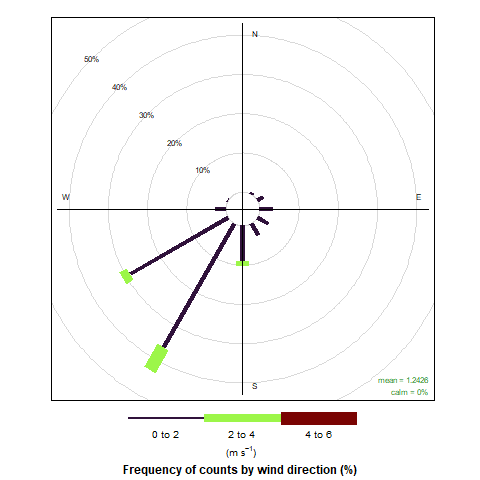 N
50%
40%
30%
20%
10%
W
E
S
mean = 1.2426
calm = 0%
0 to 2
2 to 4
4 to 6
(m s⁻¹)
Frequency of counts by wind direction (%)